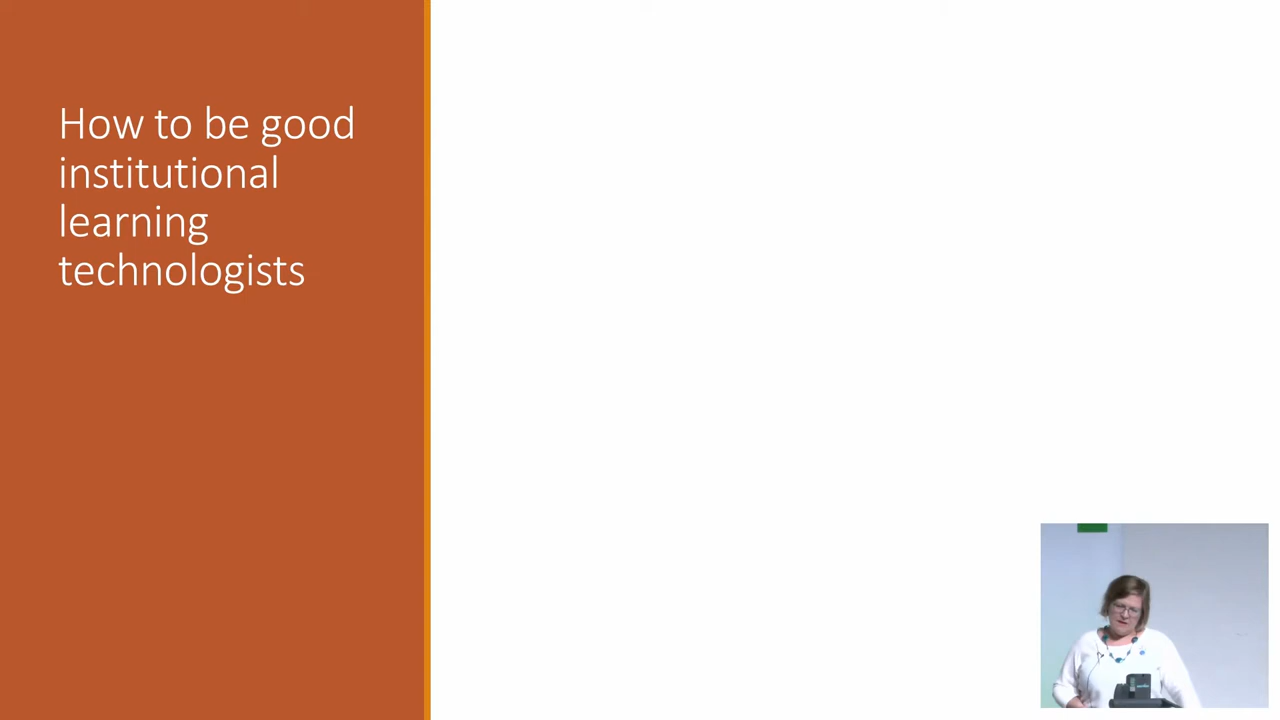 How to be good
institutional
learning
technologists